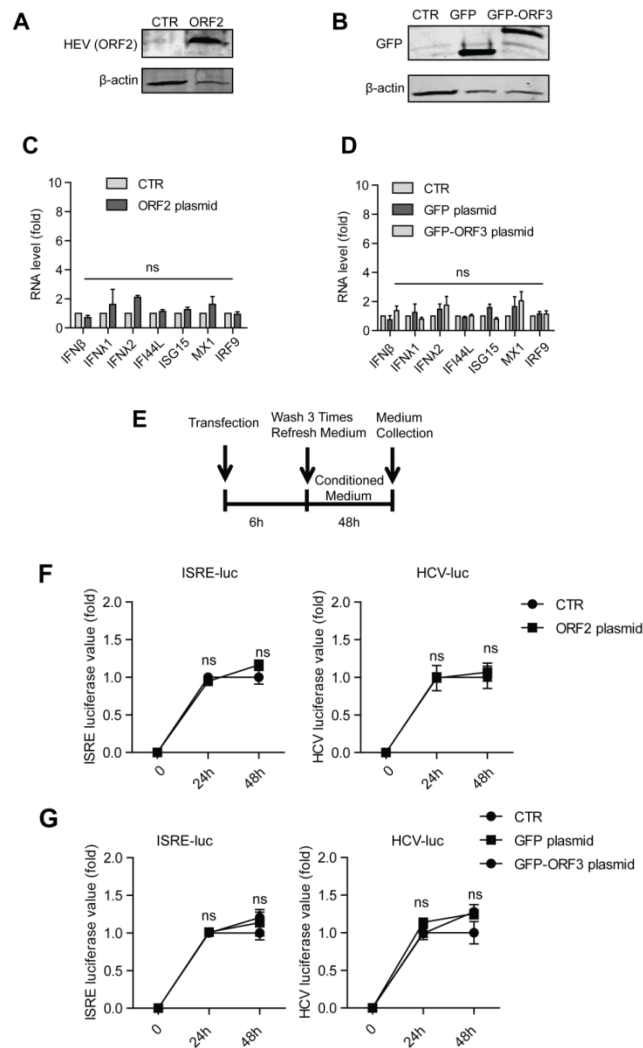 A
CTR ORF2
HEV (ORF2)
β-actin
B
CTR GFP GFP-ORF3
GFP
β-actin
C
RNA level (fold)
10
8
6
4
2
0
CTR
ORF2 plasmid
ns
IFNβ
IFNλ1
IFNλ2
IFI44L
ISG15
MX1
IRF9
D
RNA level (fold)
10
8
6
4
2
0
CTR
GFP plasmid
GFP-ORF3 plasmid
ns
IFNβ
IFNλ1
IFNλ2
IFI44L
ISG15
MX1
IRF9
E
Transfection
Wash 3 Times
Refresh Medium
Medium
Collection
Conditioned
Medium
6h
48h
F
ISRE-luc
ISRE luciferase value (fold)
2.0
1.5
1.0
0.5
0.0
ns
ns
0
24h
48h
HCV-luc
HCV luciferase value (fold)
2.0
1.5
1.0
0.5
0.0
ns
ns
0
24h
48h
CTR
ORF2 plasmid
G
ISRE-luc
ISRE luciferase value (fold)
2.0
1.5
1.0
0.5
0.0
ns
ns
0
24h
48h
HCV-luc
HCV luciferase value (fold)
2.0
1.5
1.0
0.5
0.0
ns
ns
0
24h
48h
CTR
GFP plasmid
GFP-ORF3 plasmid